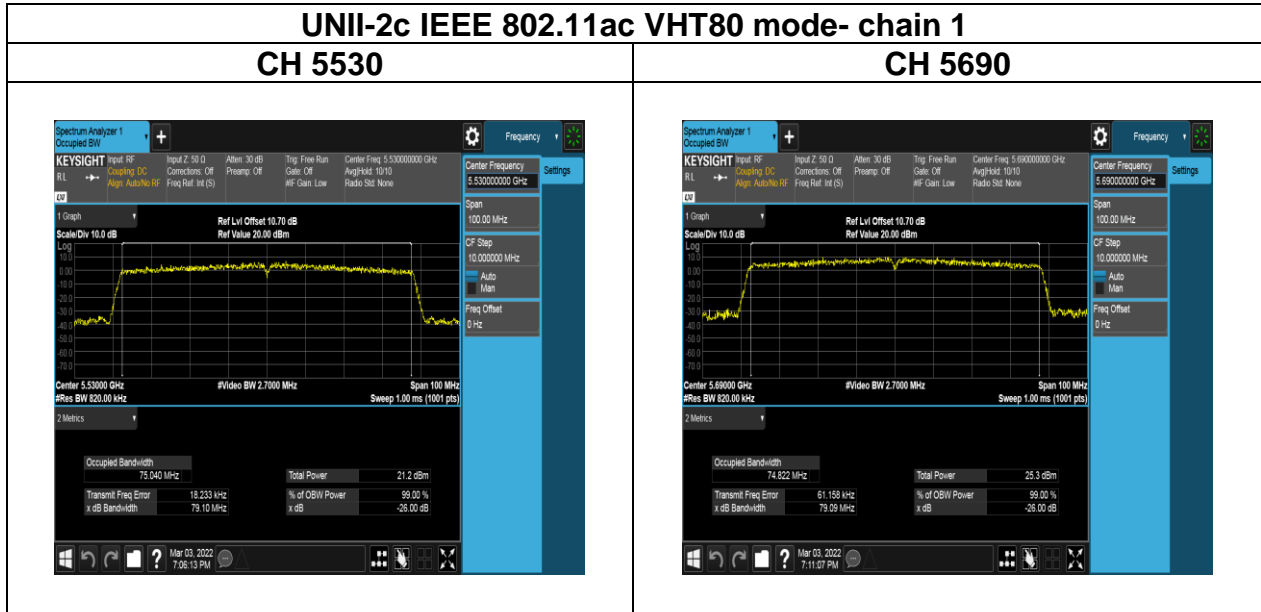 UNII-2c IEEE 802.11ac VHT80 mode- chain 1
CH 5530
CH 5690
Spectrum Analyzer 1
Occupied BW
Frequency
KEYSIGHT
R L
Input: RF
Coupling: DC
Align: Auto/No RF
Input Z: 50 Ω
Corrections: Off
Freq Ref: Int (S)
Atten: 30 dB
Preamp: Off
Trig: Free Run
Gate: Off
#IF Gain: Low
Center Freq: 5.530000000 GHz
Avg|Hold: 10/10
Radio Std: None
Center Frequency
5.530000000 GHz
Settings
Span
100.00 MHz
CF Step
10.000000 MHz
Auto
Man
Freq Offset
0 Hz
1 Graph
Scale/Div 10.0 dB
Ref Lvl Offset 10.70 dB
Ref Value 20.00 dBm
Log
10.0
0.00
-10.0
-20.0
-30.0
-40.0
-50.0
-60.0
-70.0
Center 5.53000 GHz
#Video BW 2.7000 MHz
Span 100 MHz
#Res BW 820.00 kHz
Sweep 1.00 ms (1001 pts)
2 Metrics
Occupied Bandwidth
75.040 MHz
Total Power 21.2 dBm
Transmit Freq Error 18.233 kHz
% of OBW Power 99.00 %
x dB Bandwidth 79.10 MHz
x dB -26.00 dB
Mar 03, 2022
7:06:13 PM
Spectrum Analyzer 1
Occupied BW
Frequency
KEYSIGHT
R L
Input: RF
Coupling: DC
Align: Auto/No RF
Input Z: 50 Ω
Corrections: Off
Freq Ref: Int (S)
Atten: 30 dB
Preamp: Off
Trig: Free Run
Gate: Off
#IF Gain: Low
Center Freq: 5.690000000 GHz
Avg|Hold: 10/10
Radio Std: None
Center Frequency
5.690000000 GHz
Settings
Span
100.00 MHz
CF Step
10.000000 MHz
Auto
Man
Freq Offset
0 Hz
1 Graph
Scale/Div 10.0 dB
Ref Lvl Offset 10.70 dB
Ref Value 20.00 dBm
Log
10.0
0.00
-10.0
-20.0
-30.0
-40.0
-50.0
-60.0
-70.0
Center 5.69000 GHz
#Video BW 2.7000 MHz
Span 100 MHz
#Res BW 820.00 kHz
Sweep 1.00 ms (1001 pts)
2 Metrics
Occupied Bandwidth
74.822 MHz
Total Power 25.3 dBm
Transmit Freq Error 61.158 kHz
% of OBW Power 99.00 %
x dB Bandwidth 79.09 MHz
x dB -26.00 dB
Mar 03, 2022
7:11:07 PM